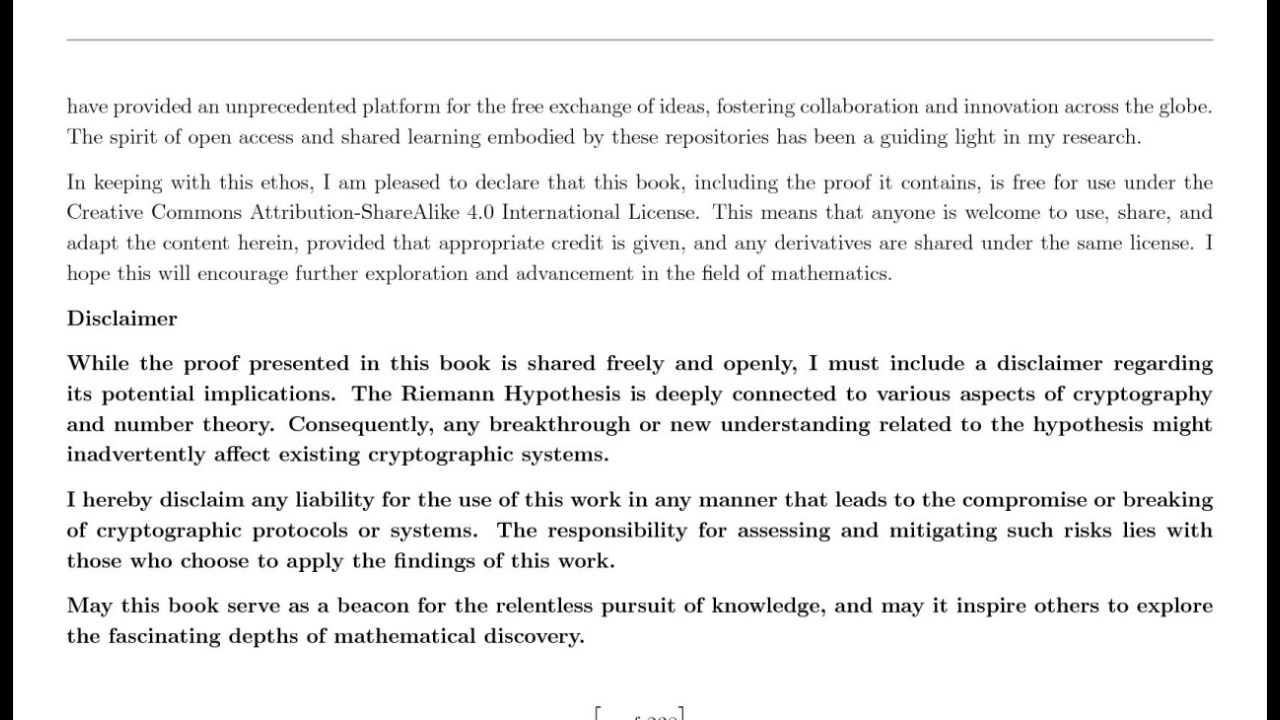 have provided an unprecedented platform for the free exchange of ideas, fostering collaboration and innovation across the globe.
The spirit of open access and shared learning embodied by these repositories has been a guiding light in my research.
In keeping with this ethos, I am pleased to declare that this book, including the proof it contains, is free for use under the
Creative Commons Attribution-ShareAlike 4.0 International License. This means that anyone is welcome to use, share, and
adapt the content herein, provided that appropriate credit is given, and any derivatives are shared under the same license. I
hope this will encourage further exploration and advancement in the field of mathematics.
Disclaimer
While the proof presented in this book is shared freely and openly, I must include a disclaimer regarding
its potential implications. The Riemann Hypothesis is deeply connected to various aspects of cryptography
and number theory. Consequently, any breakthrough or new understanding related to the hypothesis might
inadvertently affect existing cryptographic systems.
I hereby disclaim any liability for the use of this work in any manner that leads to the compromise or breaking
of cryptographic protocols or systems. The responsibility for assessing and mitigating such risks lies with
those who choose to apply the findings of this work.
May this book serve as a beacon for the relentless pursuit of knowledge, and may it inspire others to explore
the fascinating depths of mathematical discovery.